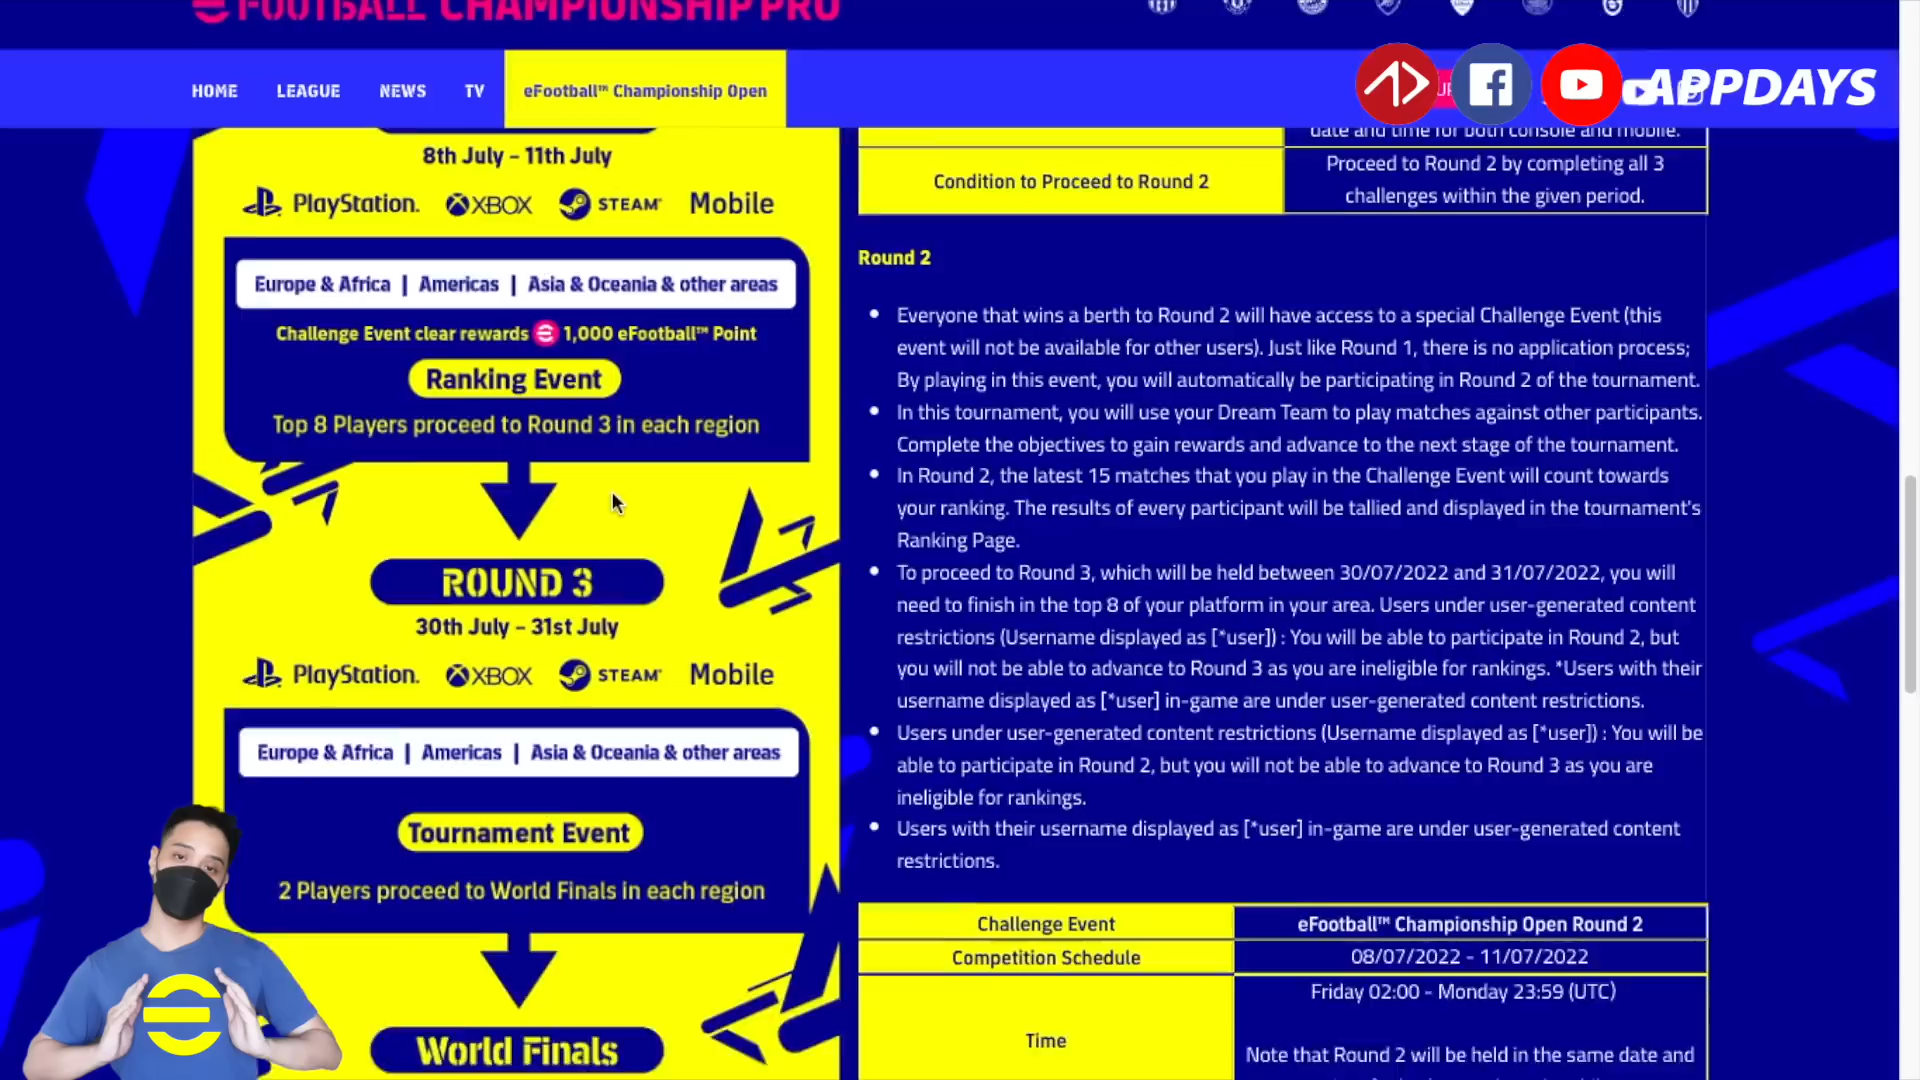 eFOOTBALL CHAMPIONSHIP PRO
HOME
LEAGUE
NEWS
TV
eFootball™ Championship Open
APPDAYS
8th July – 11th July
PlayStation.
XBOX
STEAM
Mobile
Europe & Africa | Americas | Asia & Oceania & other areas
Challenge Event clear rewards 1,000 eFootball™ Point
Ranking Event
Top 8 Players proceed to Round 3 in each region
ROUND 3
30th July – 31st July
PlayStation.
XBOX
STEAM
Mobile
Europe & Africa | Americas | Asia & Oceania & other areas
Tournament Event
2 Players proceed to World Finals in each region
World Finals
date and time for both console and mobile.
Condition to Proceed to Round 2
Proceed to Round 2 by completing all 3
challenges within the given period.
Round 2
• Everyone that wins a berth to Round 2 will have access to a special Challenge Event (this
event will not be available for other users). Just like Round 1, there is no application process;
By playing in this event, you will automatically be participating in Round 2 of the tournament.
• In this tournament, you will use your Dream Team to play matches against other participants.
Complete the objectives to gain rewards and advance to the next stage of the tournament.
• In Round 2, the latest 15 matches that you play in the Challenge Event will count towards
your ranking. The results of every participant will be tallied and displayed in the tournament's
Ranking Page.
• To proceed to Round 3, which will be held between 30/07/2022 and 31/07/2022, you will
need to finish in the top 8 of your platform in your area. Users under user-generated content
restrictions (Username displayed as [*user]) : You will be able to participate in Round 2, but
you will not be able to advance to Round 3 as you are ineligible for rankings. *Users with their
username displayed as [*user] in-game are under user-generated content restrictions.
• Users under user-generated content restrictions (Username displayed as [*user]) : You will be
able to participate in Round 2, but you will not be able to advance to Round 3 as you are
ineligible for rankings.
• Users with their username displayed as [*user] in-game are under user-generated content
restrictions.
Challenge Event
eFootball™ Championship Open Round 2
Competition Schedule
08/07/2022 - 11/07/2022
Time
Friday 02:00 - Monday 23:59 (UTC)
Note that Round 2 will be held in the same date and